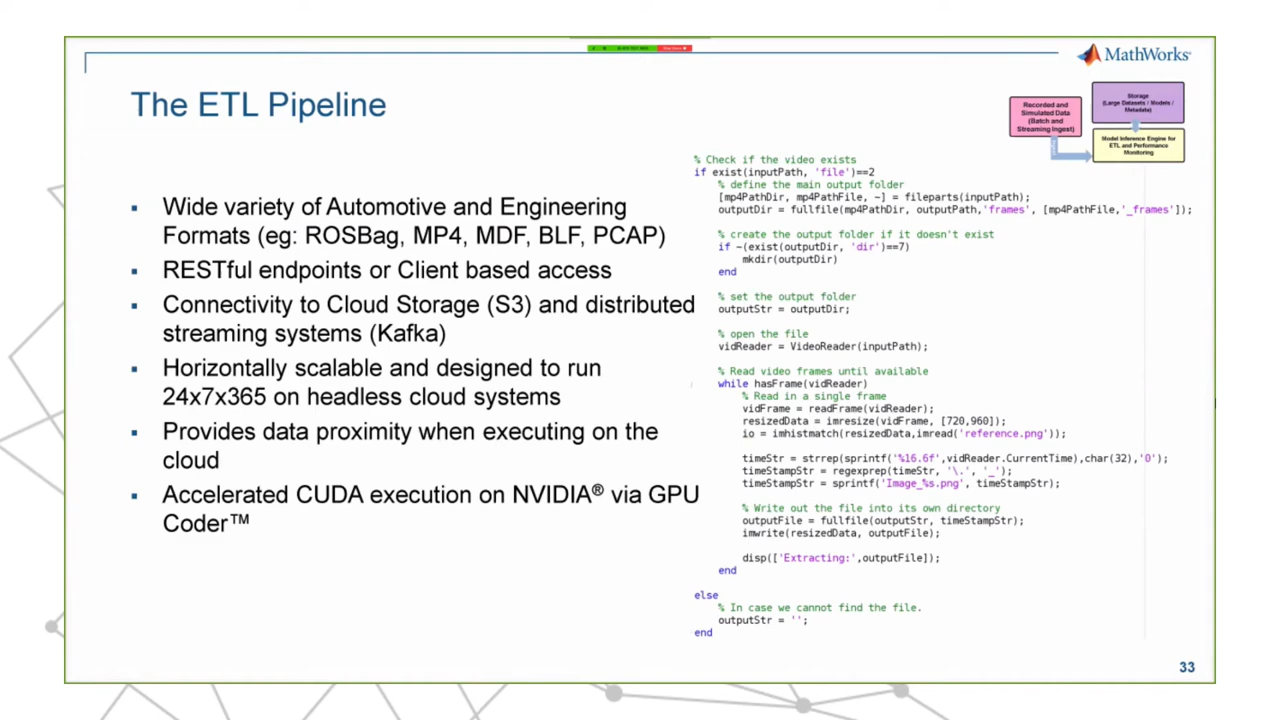 MathWorks®
The ETL Pipeline
Recorded and
Simulated Data
(Batch and
Streaming Ingest)
Storage
(Large Datasets / Models /
Metadata)
Model Inference Engine for
ETL and Performance
Monitoring
▪ Wide variety of Automotive and Engineering
Formats (eg: ROSBag, MP4, MDF, BLF, PCAP)
▪ RESTful endpoints or Client based access
▪ Connectivity to Cloud Storage (S3) and distributed
streaming systems (Kafka)
▪ Horizontally scalable and designed to run
24x7x365 on headless cloud systems
▪ Provides data proximity when executing on the
cloud
▪ Accelerated CUDA execution on NVIDIA® via GPU
Coder™
% Check if the video exists
if exist(inputPath, 'file')==2
% define the main output folder
[mp4PathDir, mp4PathFile, ~] = fileparts(inputPath);
outputDir = fullfile(mp4PathDir, outputPath,'frames', [mp4PathFile,'_frames']);
% create the output folder if it doesn't exist
if ~(exist(outputDir, 'dir')==7)
mkdir(outputDir)
end
% set the output folder
outputStr = outputDir;
% open the file
vidReader = VideoReader(inputPath);
% Read video frames until available
while hasFrame(vidReader)
% Read in a single frame
vidFrame = readFrame(vidReader);
resizedData = imresize(vidFrame, [720,960]);
io = imhistmatch(resizedData,imread('reference.png'));
timeStr = strrep(sprintf('%16.6f',vidReader.CurrentTime),char(32),'0');
timeStampStr = regexprep(timeStr, '\.', '_');
timeStampStr = sprintf('Image_%s.png', timeStampStr);
% Write out the file into its own directory
outputFile = fullfile(outputStr, timeStampStr);
imwrite(resizedData, outputFile);
disp(['Extracting:',outputFile]);
end
else
% In case we cannot find the file.
outputStr = '';
end
33